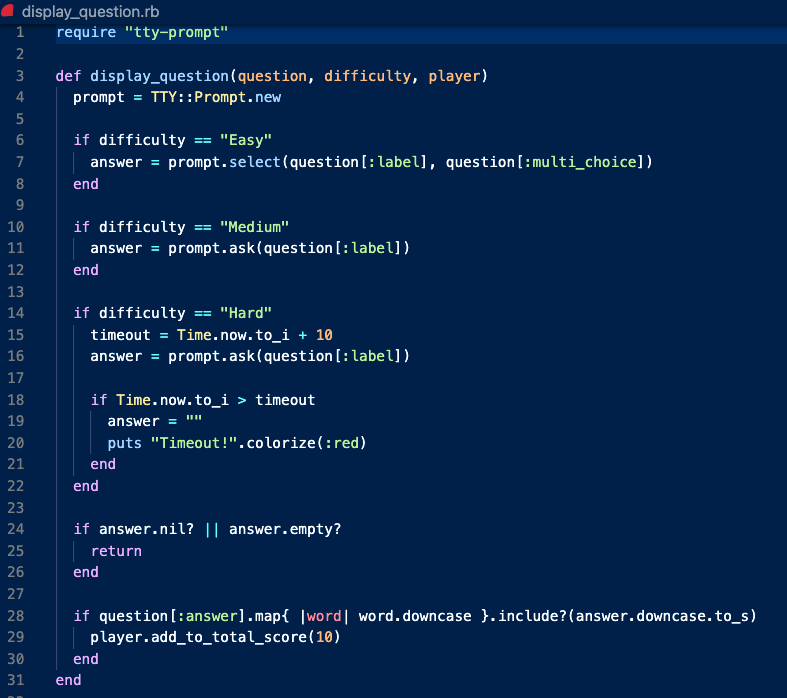 display_question.rb
1 require "tty-prompt"
2
3 def display_question(question, difficulty, player)
4   prompt = TTY::Prompt.new
5
6   if difficulty == "Easy"
7     answer = prompt.select(question[:label], question[:multi_choice])
8   end
9
10   if difficulty == "Medium"
11     answer = prompt.ask(question[:label])
12   end
13
14   if difficulty == "Hard"
15     timeout = Time.now.to_i + 10
16     answer = prompt.ask(question[:label])
17
18     if Time.now.to_i > timeout
19       answer = ""
20       puts "Timeout!".colorize(:red)
21     end
22   end
23
24   if answer.nil? || answer.empty?
25     return
26   end
27
28   if question[:answer].map{ |word| word.downcase }.include?(answer.downcase.to_s)
29     player.add_to_total_score(10)
30   end
31 end